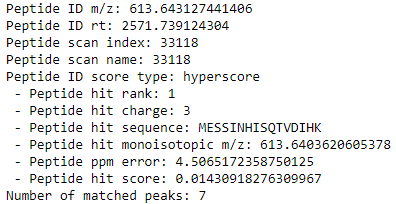 Peptide ID m/z: 613.643127441406
Peptide ID rt: 2571.739124304
Peptide scan index: 33118
Peptide scan name: 33118
Peptide ID score type: hyperscore
 - Peptide hit rank: 1
 - Peptide hit charge: 3
 - Peptide hit sequence: MESSINHISQTVDIHK
 - Peptide hit monoisotopic m/z: 613.6403620605378
 - Peptide ppm error: 4.5065172358750125
 - Peptide hit score: 0.01430918276309967
Number of matched peaks: 7